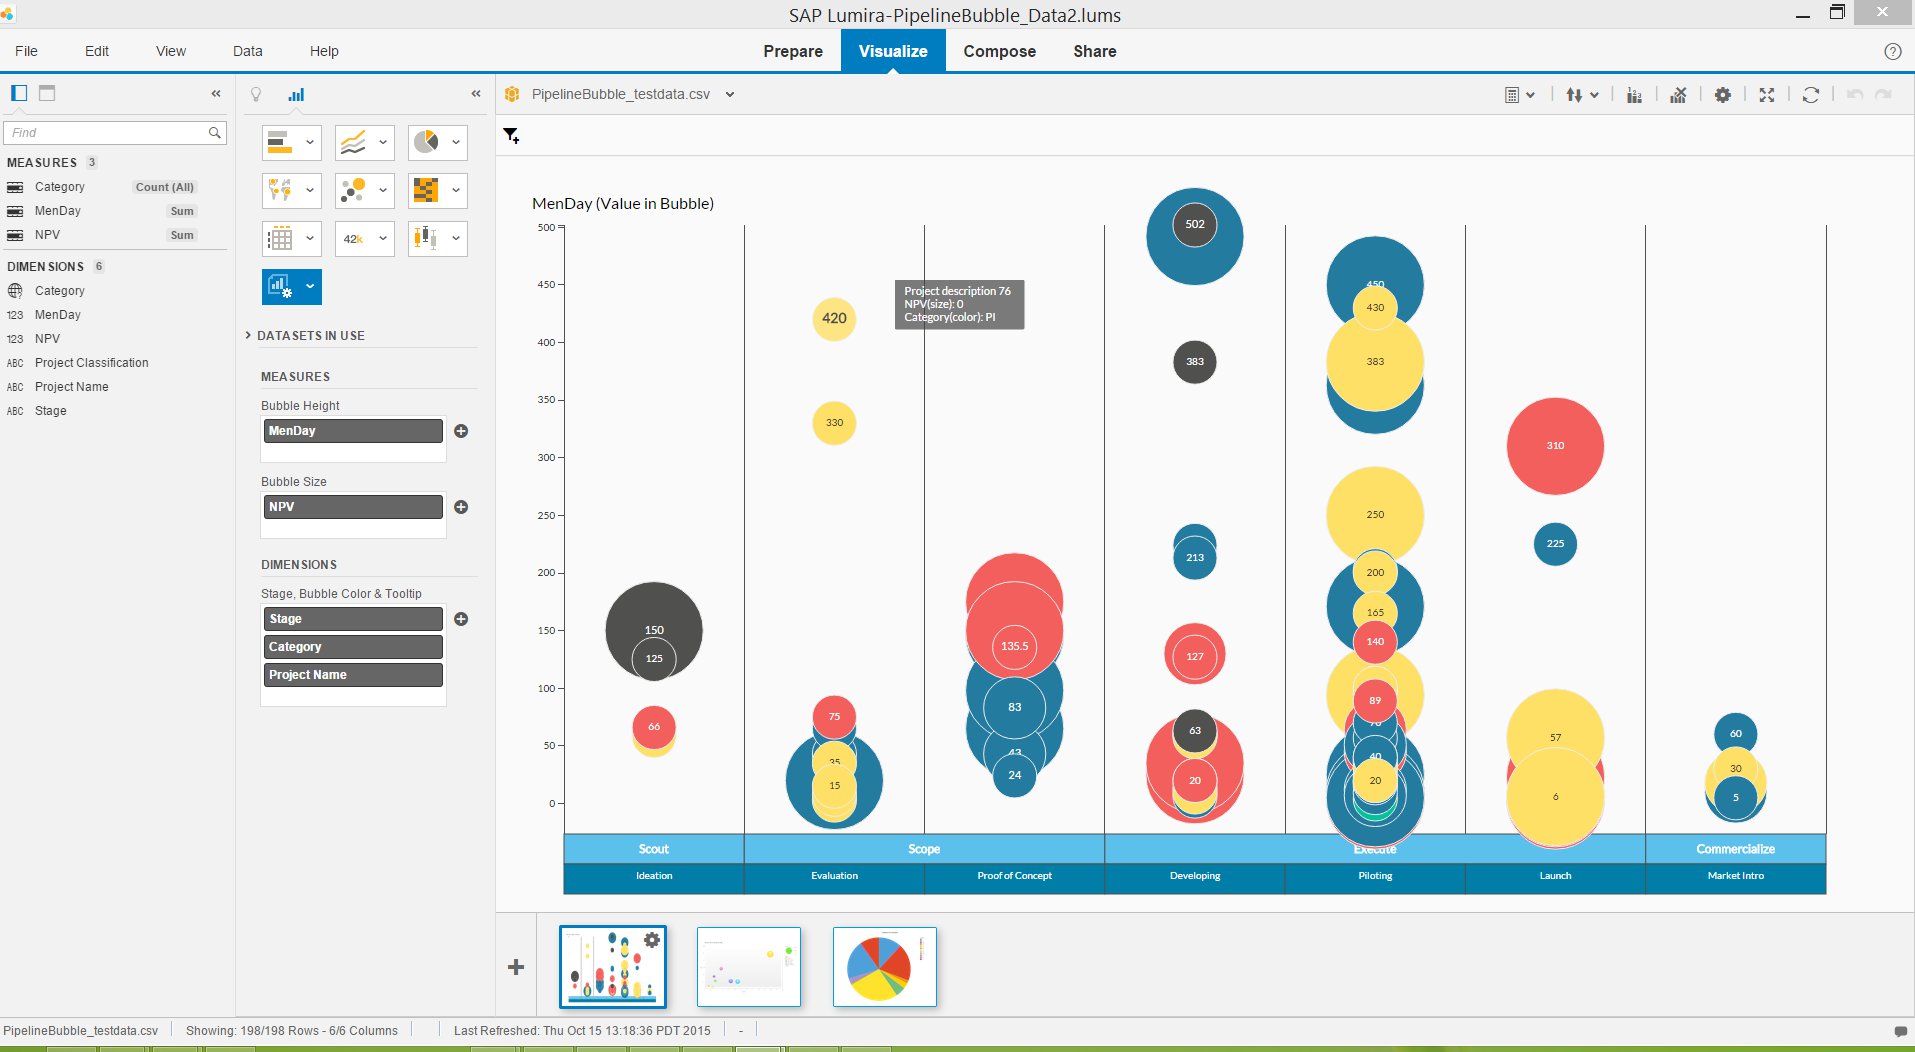 SAP Lumira-PipelineBubble_Data2.lums
File Edit View Data Help
Prepare Visualize Compose Share
PipelineBubble_testdata.csv
Find
MEASURES 3
Category Count (All)
MenDay Sum
NPV Sum
DIMENSIONS 6
Category
123 MenDay
123 NPV
ABC Project Classification
ABC Project Name
ABC Stage
42k
DATASETS IN USE
MEASURES
Bubble Height
MenDay
Bubble Size
NPV
DIMENSIONS
Stage, Bubble Color & Tooltip
Stage
Category
Project Name
MenDay (Value in Bubble)
500
450
400
350
300
250
200
150
100
50
0
150
125
66
420
330
75
35
15
135.5
83
43
24
502
383
213
127
63
20
450
430
383
250
200
165
140
89
40
20
310
225
57
6
60
30
5
Project description 76
NPV(size): 0
Category(color): PI
Scout Scope Execute Commercialize
Ideation Evaluation Proof of Concept Developing Piloting Launch Market Intro
PipelineBubble_testdata.csv Showing: 198/198 Rows - 6/6 Columns Last Refreshed: Thu Oct 15 13:18:36 PDT 2015 -